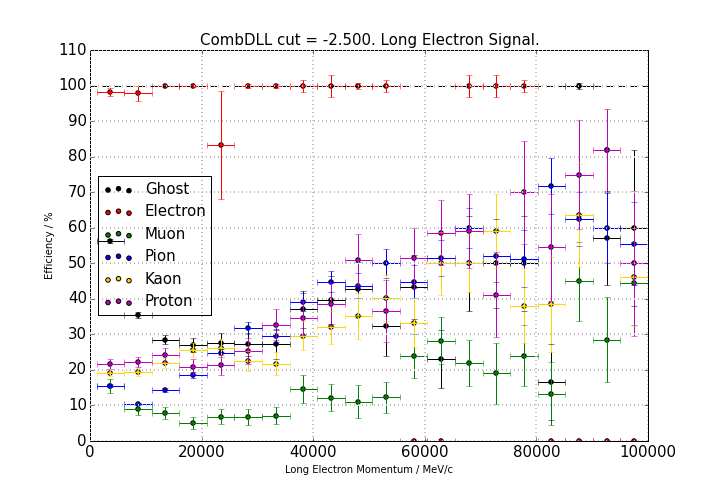 CombDLL cut = -2.500. Long Electron Signal.
110
100
90
80
70
60
50
40
30
20
10
0
Efficiency / %
Ghost
Electron
Muon
Pion
Kaon
Proton
0 20000 40000 60000 80000 100000
Long Electron Momentum / MeV/c